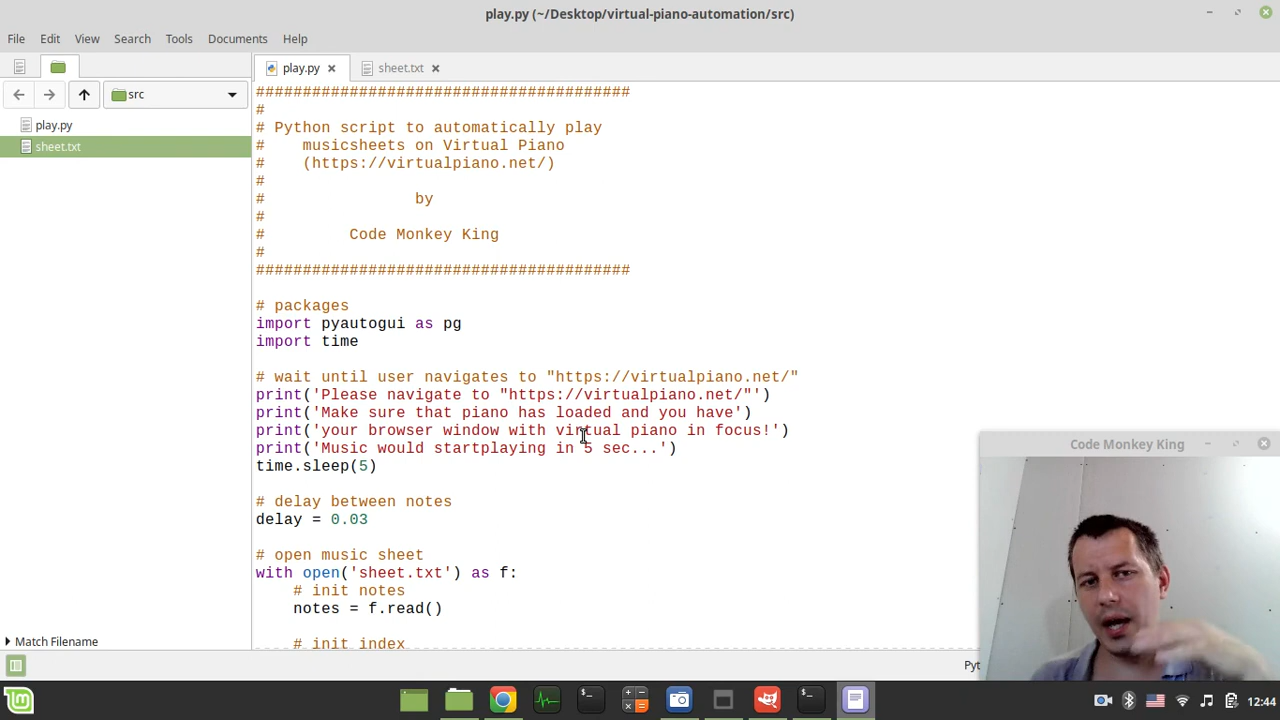 play.py (~/Desktop/virtual-piano-automation/src)
File Edit View Search Tools Documents Help
play.py sheet.txt
src
play.py
sheet.txt
########################################
#
# Python script to automatically play
#    musicsheets on Virtual Piano
#    (https://virtualpiano.net/)
#
#                by
#
#         Code Monkey King
#
########################################
# packages
import pyautogui as pg
import time
# wait until user navigates to "https://virtualpiano.net/"
print('Please navigate to "https://virtualpiano.net/"')
print('Make sure that piano has loaded and you have')
print('your browser window with virtual piano in focus!')
print('Music would startplaying in 5 sec...')
time.sleep(5)
# delay between notes
delay = 0.03
# open music sheet
with open('sheet.txt') as f:
    # init notes
    notes = f.read()
    # init index
Match Filename
Code Monkey King
Pyt
12:44